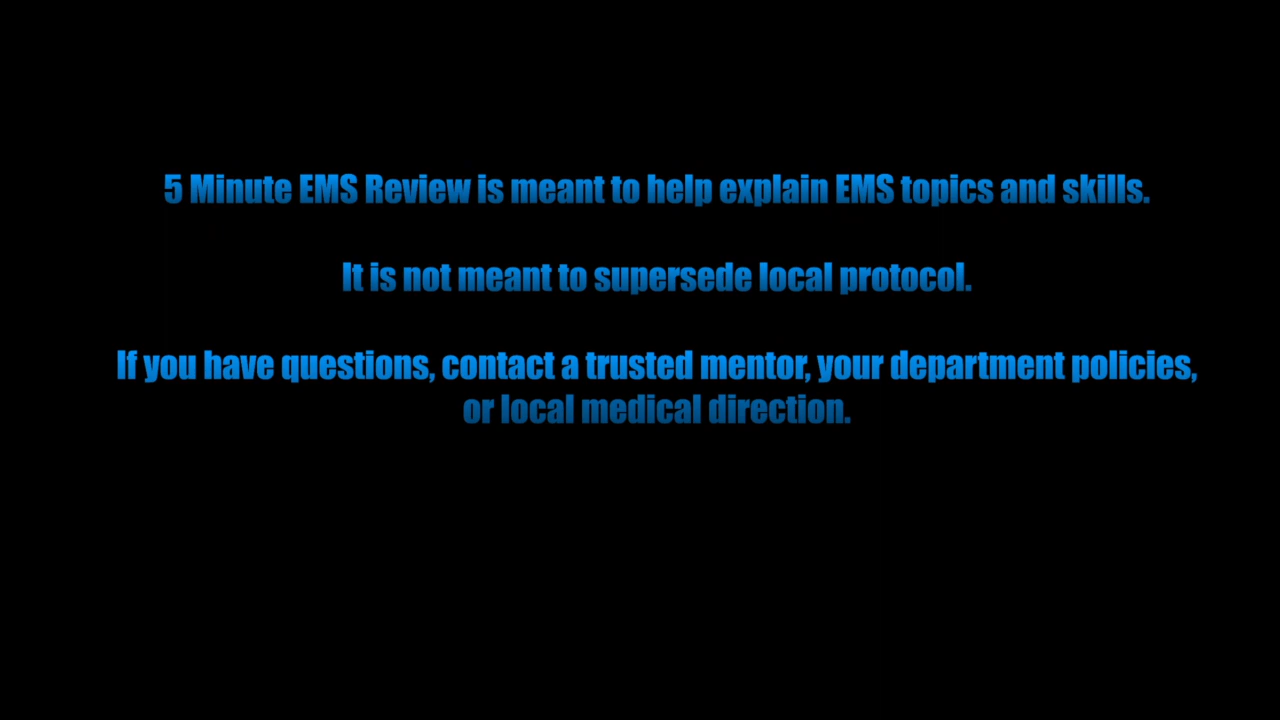 5 Minute EMS Review is meant to help explain EMS topics and skills.
It is not meant to supersede local protocol.
If you have questions, contact a trusted mentor, your department policies,
or local medical direction.